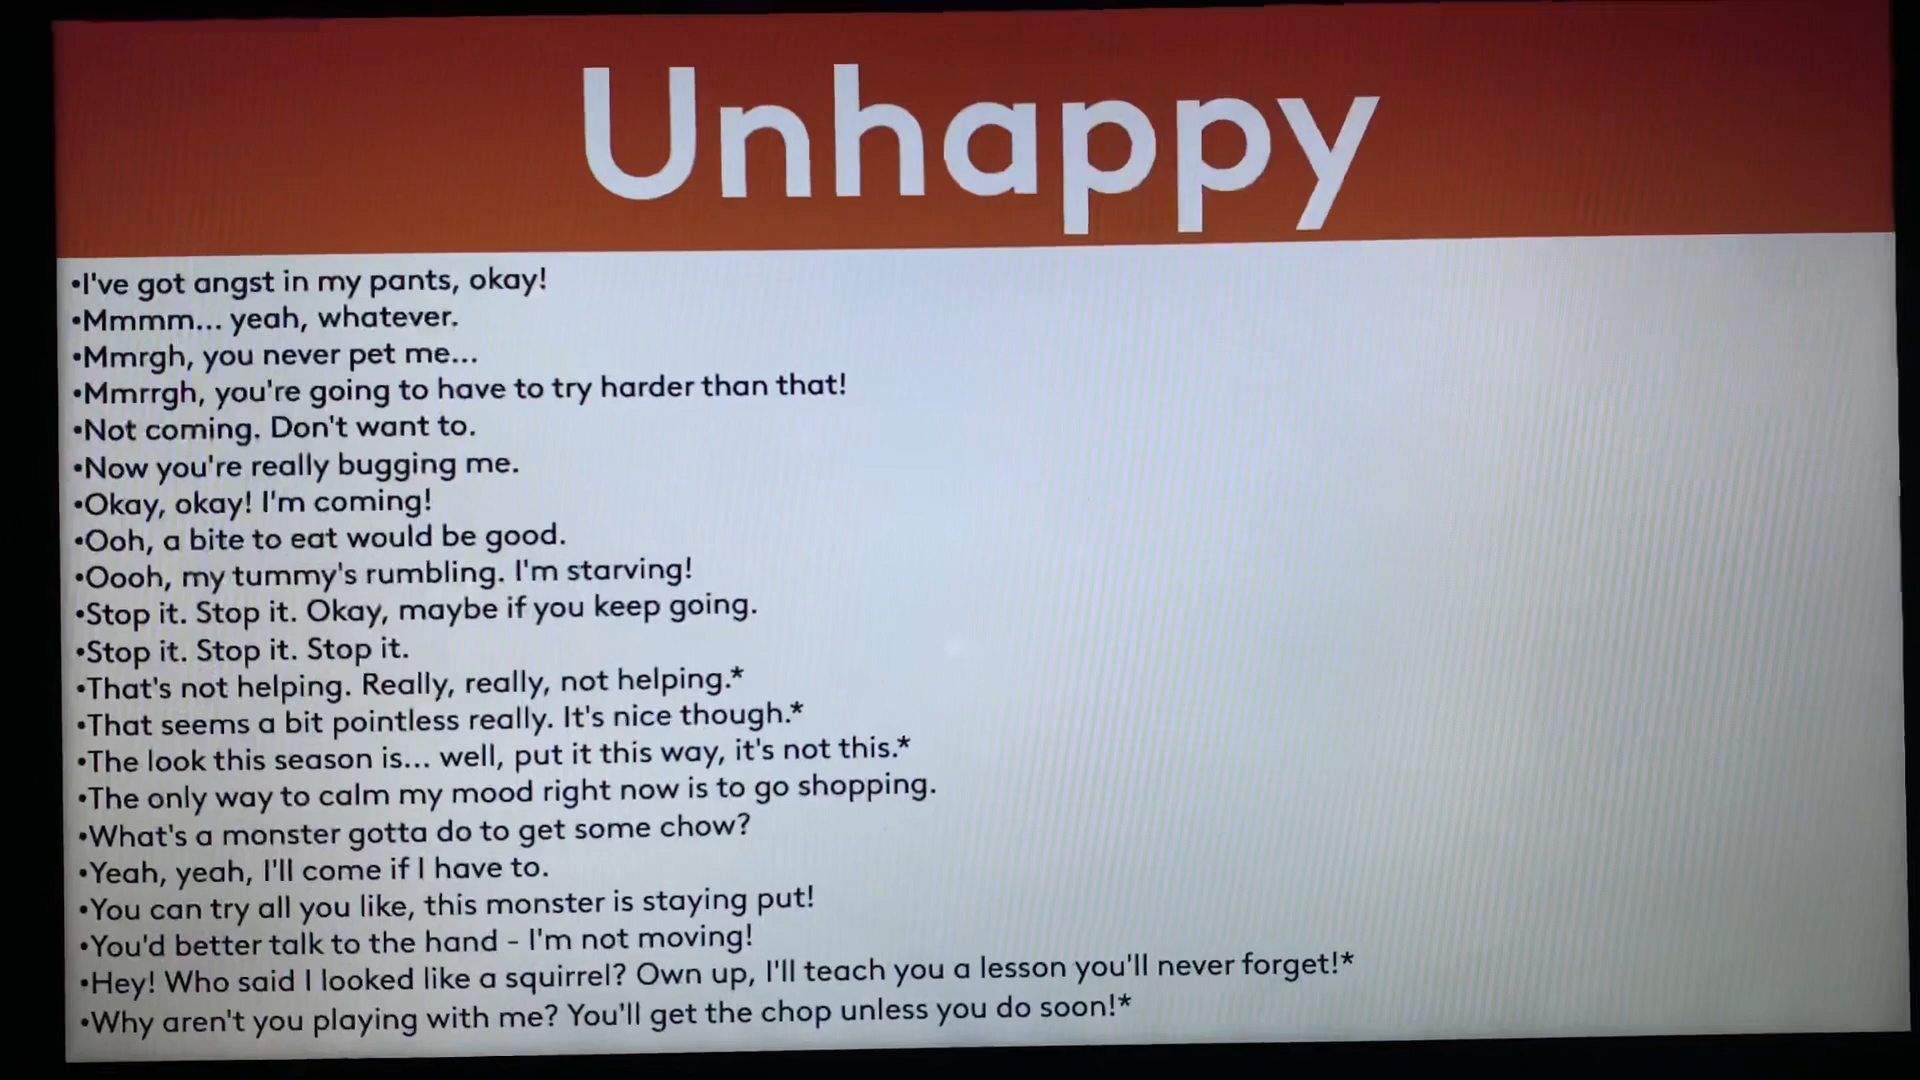 Unhappy
•I've got angst in my pants, okay!
•Mmmm... yeah, whatever.
•Mmrgh, you never pet me...
•Mmrrgh, you're going to have to try harder than that!
•Not coming. Don't want to.
•Now you're really bugging me.
•Okay, okay! I'm coming!
•Ooh, a bite to eat would be good.
•Oooh, my tummy's rumbling. I'm starving!
•Stop it. Stop it. Okay, maybe if you keep going.
•Stop it. Stop it. Stop it.
•That's not helping. Really, really, not helping.*
•That seems a bit pointless really. It's nice though.*
•The look this season is... well, put it this way, it's not this.*
•The only way to calm my mood right now is to go shopping.
•What's a monster gotta do to get some chow?
•Yeah, yeah, I'll come if I have to.
•You can try all you like, this monster is staying put!
•You'd better talk to the hand - I'm not moving!
•Hey! Who said I looked like a squirrel? Own up, I'll teach you a lesson you'll never forget!*
•Why aren't you playing with me? You'll get the chop unless you do soon!*